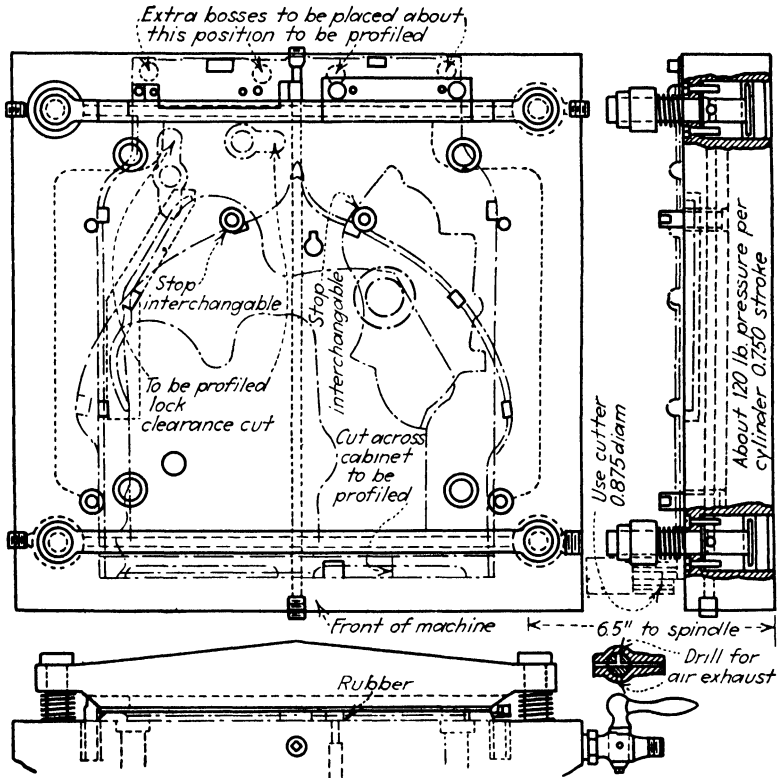 Extra bosses to be placed about
this position to be profiled
Stop
interchangable
Stop
interchangable
To be profiled
lock
clearance cut
Cut across
cabinet
to be
profiled
Use cutter
0.875 diam
About 120 lb. pressure per
cylinder 0.750 stroke
Front of machine
6.5" to spindle
Drill for
air exhaust
Rubber